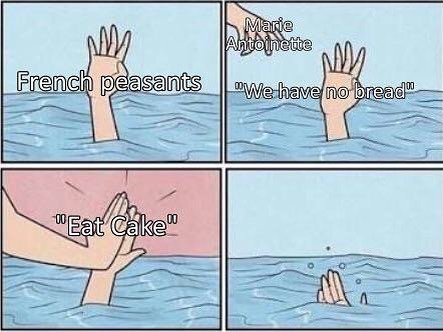 French peasants
Marie
Antoinette
"We have no bread"
"Eat Cake"